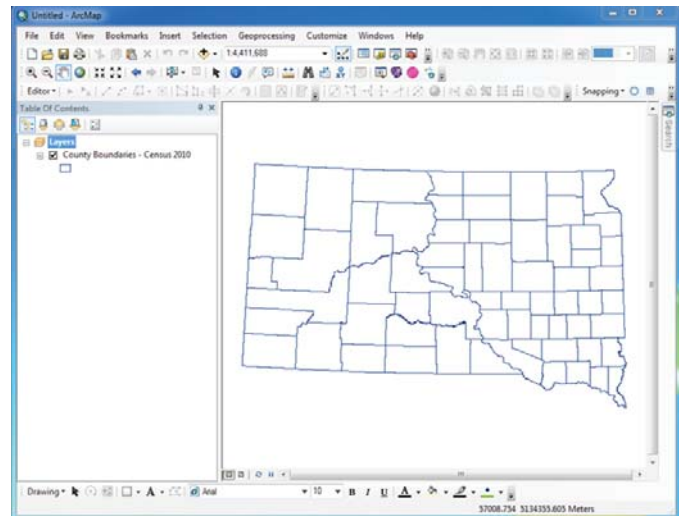 Untitled - ArcMap
File Edit View Bookmarks Insert Selection Geoprocessing Customize Windows Help
1:4,411,688
Editor
Snapping
Table Of Contents
Search
Layers
County Boundaries - Census 2010
Drawing
A
Arial
10
B I U A
57008.754 5134355.605 Meters